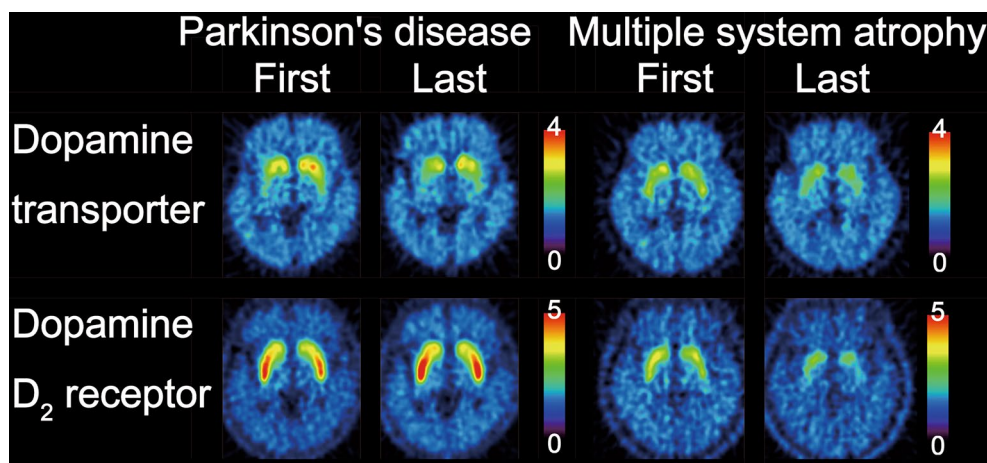 Parkinson's disease Multiple system atrophy
First Last First Last
Dopamine
transporter
4 4
0 0
Dopamine
D₂ receptor
5 5
0 0